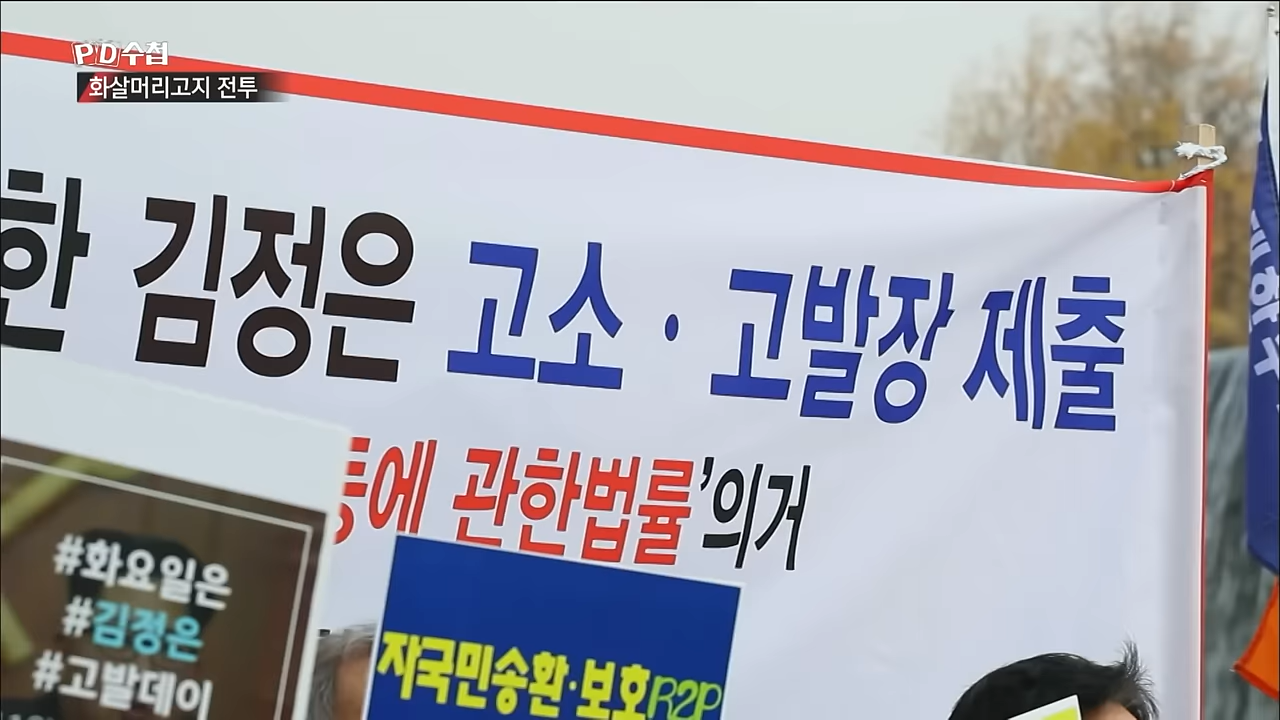 PD수첩
화살머리고지 전투
한 김정은 고소·고발장 제출
등에 관한법률'의거
#화요일은
#김정은
#고발데이
자국민송환·보호R2P